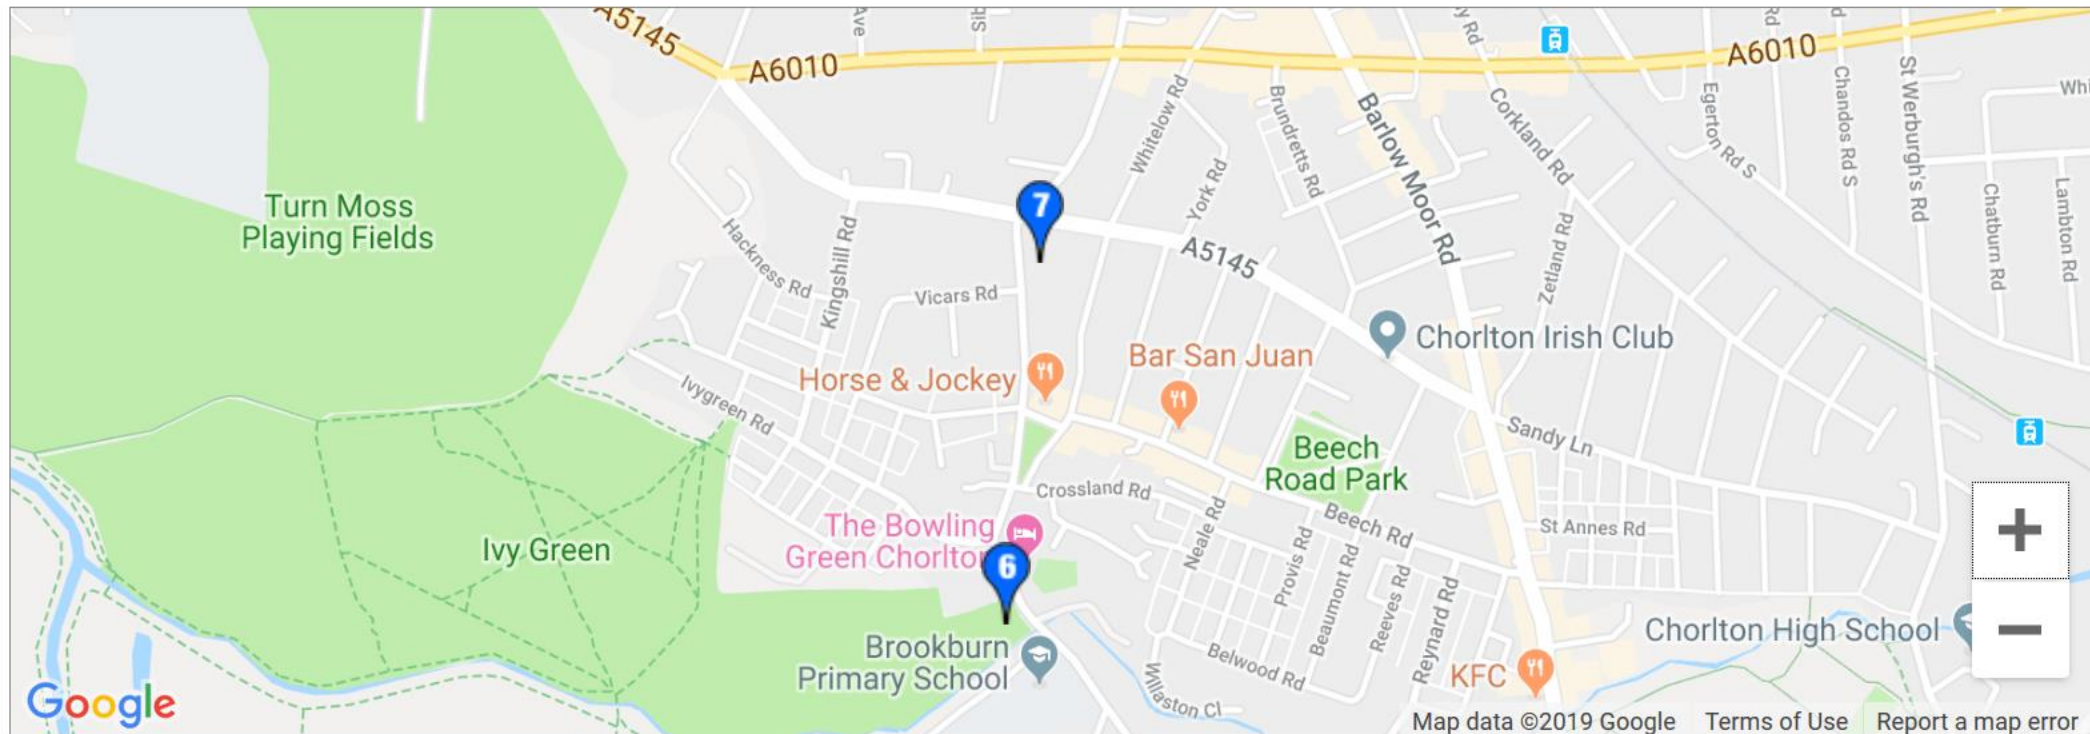 A5145
A6010
Ave
Sib
Rd
A6010
Whitelow Rd
York Rd
Brundretts Rd
Barlow Moor Rd
Corkland Rd
Egerton Rd S
Chandos Rd S
St Werburgh's Rd
Chatburn Rd
Lambton Rd
Turn Moss
Playing Fields
7
Hackness Rd
Kingshill Rd
Vicars Rd
A5145
Zetland Rd
Chorlton Irish Club
Horse & Jockey
Bar San Juan
Ivygreen Rd
Beech
Road Park
Sandy Ln
Crossland Rd
The Bowling
Green Chorlton
6
Ivy Green
Neale Rd
Beech Rd
St Annes Rd
Provis Rd
Beaumont Rd
Reeves Rd
Reynard Rd
Brookburn
Primary School
Belwood Rd
Willaston Cl
KFC
Chorlton High School
+
−
Google
Map data ©2019 Google
Terms of Use
Report a map error